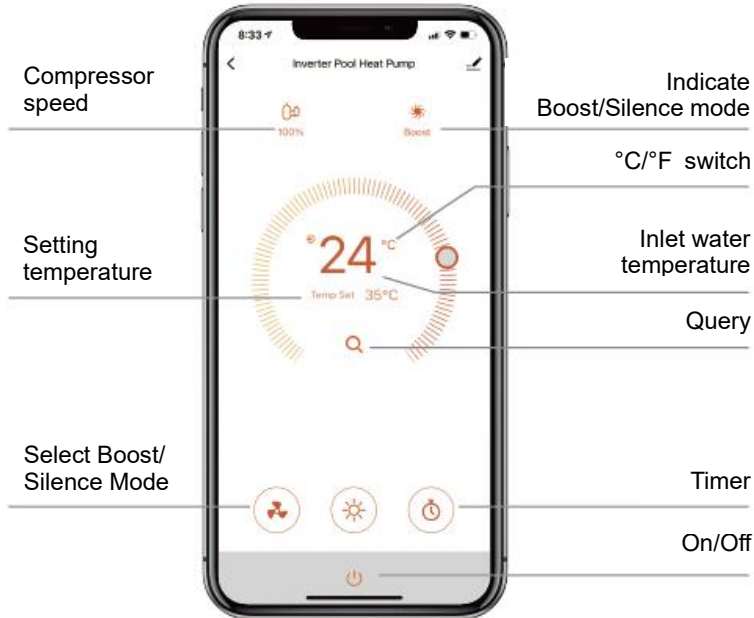 8:33
Inverter Pool Heat Pump
Compressor
speed
Indicate
Boost/Silence mode
100%
Boost
°C/°F switch
24 °C
Setting
temperature
Inlet water
temperature
Temp Set 35°C
Query
Select Boost/
Silence Mode
Timer
On/Off